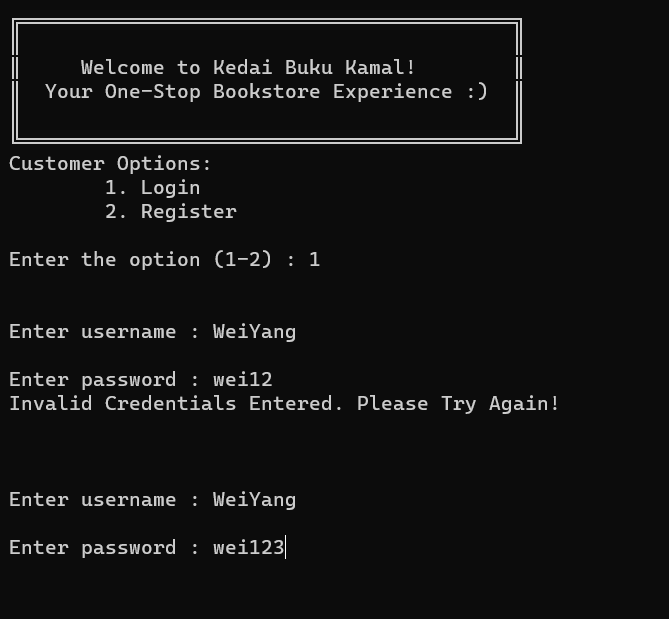 Welcome to Kedai Buku Kamal!
Your One-Stop Bookstore Experience :)
Customer Options:
1. Login
2. Register
Enter the option (1-2) : 1
Enter username : WeiYang
Enter password : wei12
Invalid Credentials Entered. Please Try Again!
Enter username : WeiYang
Enter password : wei123